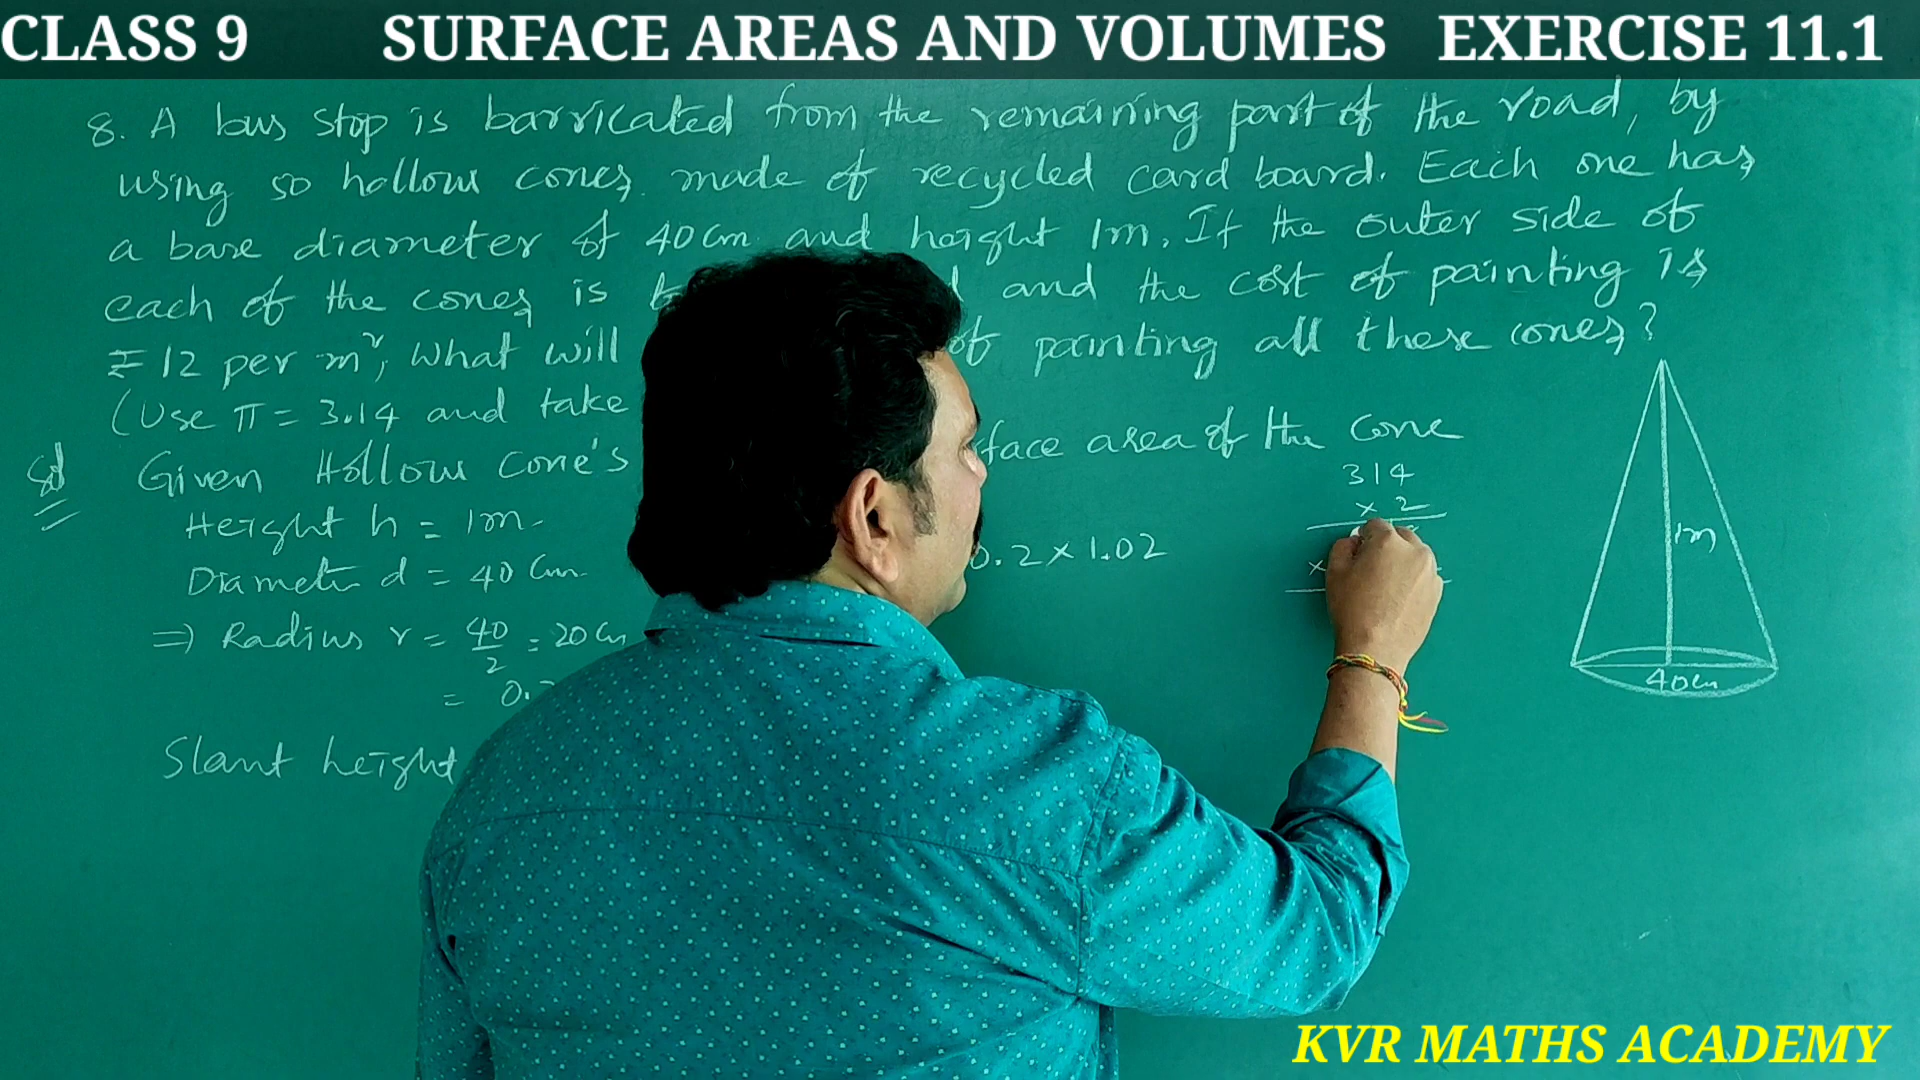 CLASS 9 SURFACE AREAS AND VOLUMES EXERCISE 11.1
8. A bus stop is barricated from the remaining part of the road, by
using 50 hollow cones made of recycled card board. Each one has
a base diameter of 40 cm and height 1m. If the outer side of
each of the cones is and the cost of painting is
₹12 per m², what will of painting all these cones?
(Use π = 3.14 and take
Sol Given Hollow cone's face area of the cone
Height h = 1m
Diameter d = 40 cm
⇒ Radius r = 40/2 = 20 cm
= 0.2
Slant height
0.2 × 1.02
314
× 2
×
1m
40cm
KVR MATHS ACADEMY